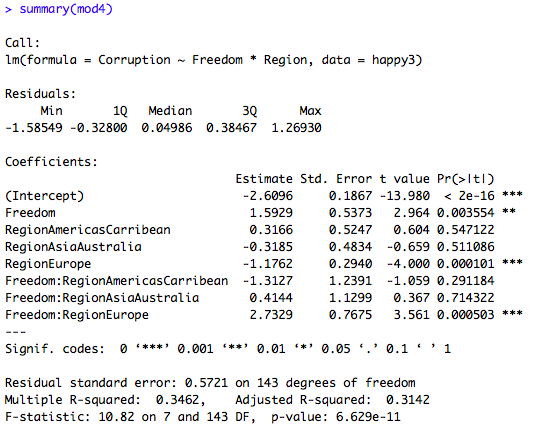 > summary(mod4)
Call:
lm(formula = Corruption ~ Freedom * Region, data = happy3)
Residuals:
     Min       1Q   Median       3Q      Max
-1.58549 -0.32800  0.04986  0.38467  1.26930
Coefficients:
                                Estimate Std. Error t value Pr(>|t|)
(Intercept)                      -2.6096     0.1867 -13.980  < 2e-16 ***
Freedom                           1.5929     0.5373   2.964 0.003554 **
RegionAmericasCarribean           0.3166     0.5247   0.604 0.547122
RegionAsiaAustralia              -0.3185     0.4834  -0.659 0.511086
RegionEurope                     -1.1762     0.2940  -4.000 0.000101 ***
Freedom:RegionAmericasCarribean  -1.3127     1.2391  -1.059 0.291184
Freedom:RegionAsiaAustralia       0.4144     1.1299   0.367 0.714322
Freedom:RegionEurope              2.7329     0.7675   3.561 0.000503 ***
---
Signif. codes:  0 ‘***’ 0.001 ‘**’ 0.01 ‘*’ 0.05 ‘.’ 0.1 ‘ ’ 1
Residual standard error: 0.5721 on 143 degrees of freedom
Multiple R-squared:  0.3462,    Adjusted R-squared:  0.3142
F-statistic: 10.82 on 7 and 143 DF,  p-value: 6.629e-11